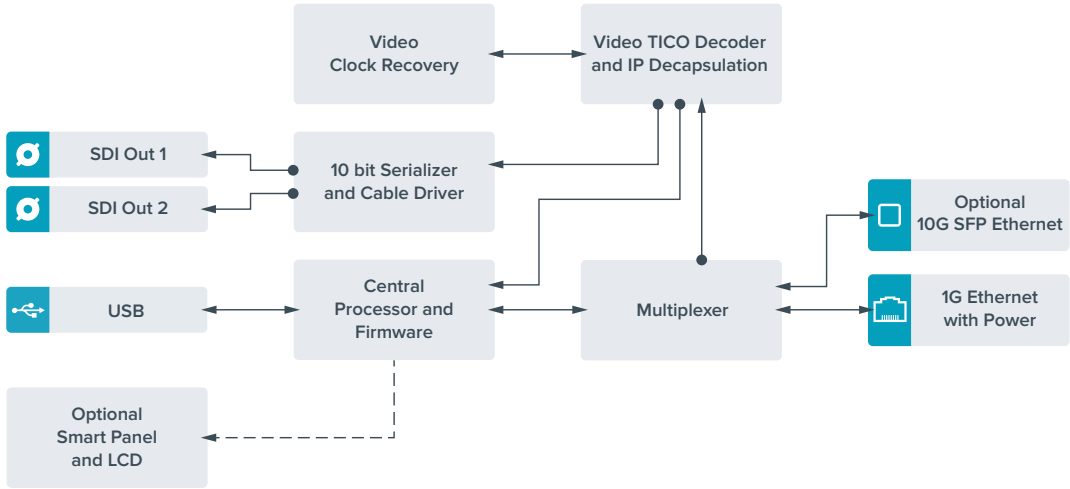 Video
Clock Recovery
Video TICO Decoder
and IP Decapsulation
SDI Out 1
SDI Out 2
10 bit Serializer
and Cable Driver
Optional
10G SFP Ethernet
USB
Central
Processor and
Firmware
Multiplexer
1G Ethernet
with Power
Optional
Smart Panel
and LCD